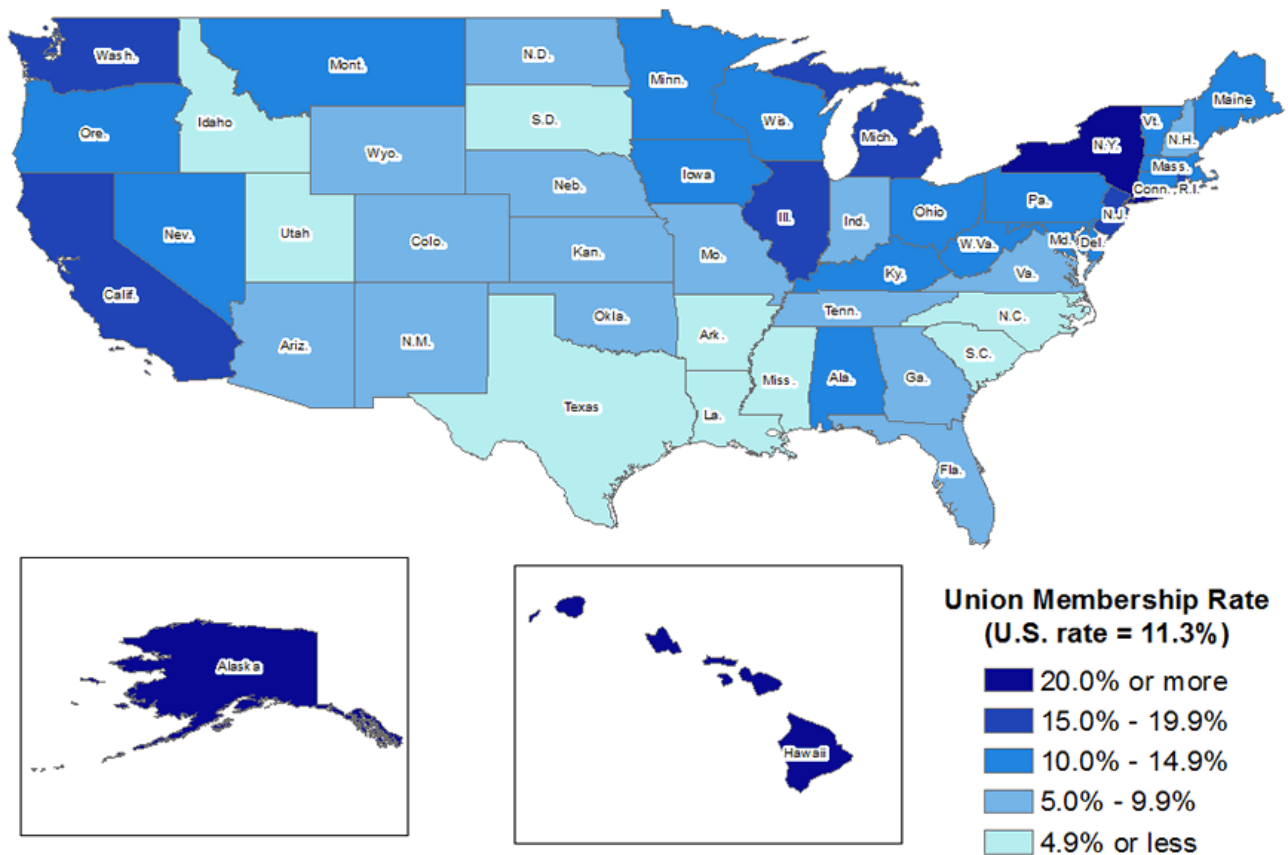 Wash.
Mont.
N.D.
Minn.
Maine
Ore.
Idaho
S.D.
Wis.
Mich.
Vt.
N.H.
N.Y.
Wyo.
Mass.
Iowa
Neb.
Conn.
R.I.
Pa.
Nev.
Utah
Colo.
Ill.
Ind.
Ohio
N.J.
Kan.
Mo.
W.Va.
Md.
Del.
Calif.
Ky.
Va.
Ariz.
N.M.
Okla.
Tenn.
N.C.
Ark.
S.C.
Texas
Miss.
Ala.
Ga.
La.
Fla.
Alaska
Hawaii
Union Membership Rate
(U.S. rate = 11.3%)
20.0% or more
15.0% - 19.9%
10.0% - 14.9%
5.0% - 9.9%
4.9% or less